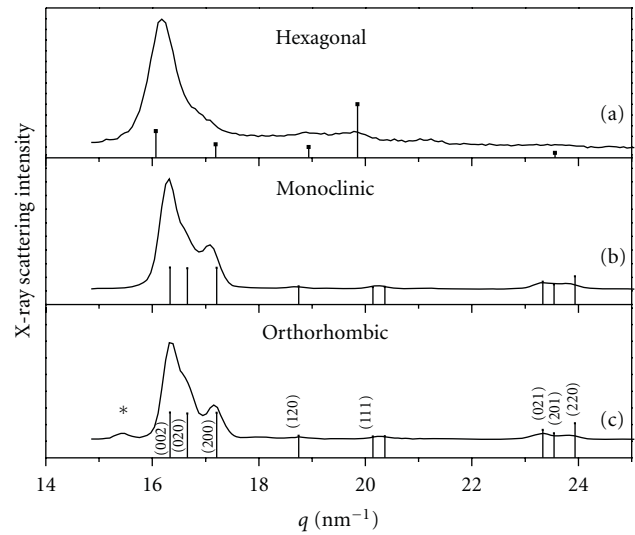 Hexagonal
(a)
Monoclinic
(b)
Orthorhombic
(c)
*
(002)
(020)
(200)
(120)
(111)
(021)
(201)
(220)
14 16 18 20 22 24
q (nm⁻¹)
X-ray scattering intensity